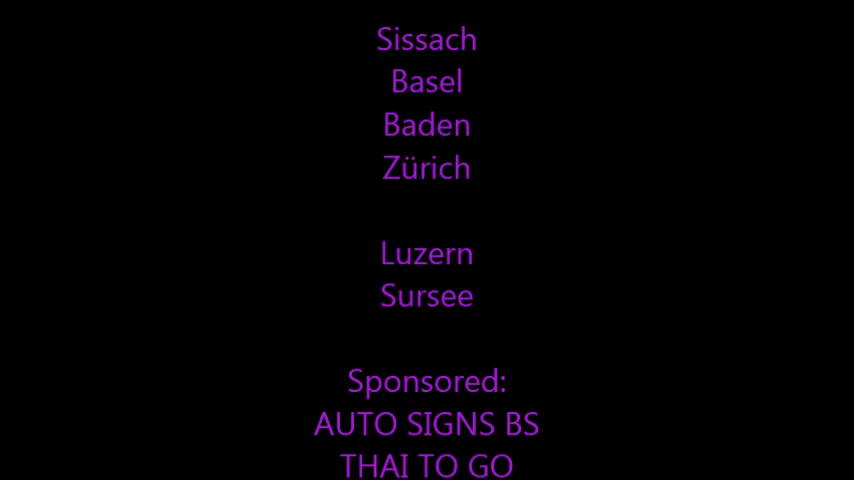 Sissach
Basel
Baden
Zürich
Luzern
Sursee
Sponsored:
AUTO SIGNS BS
THAI TO GO